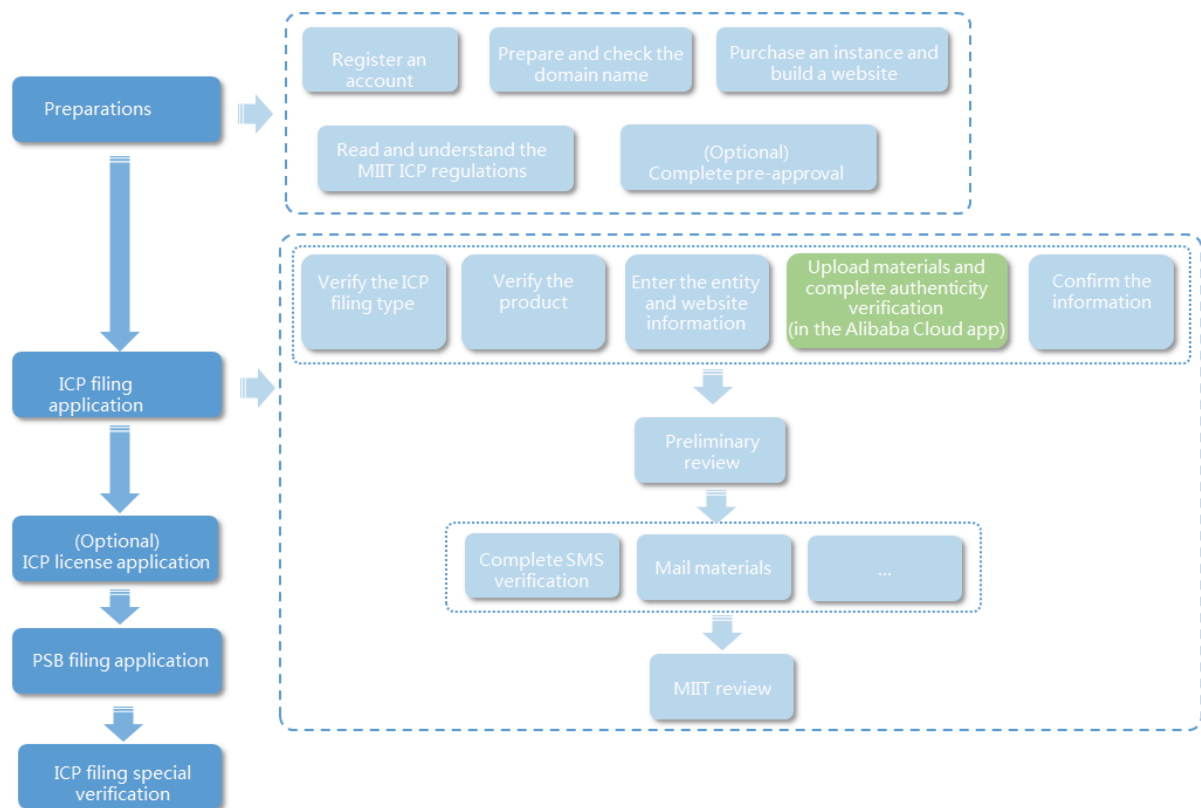 Preparations
Register an
account
Prepare and check the
domain name
Purchase an instance and
build a website
Read and understand the
MIIT ICP regulations
(Optional)
Complete pre-approval
ICP filing
application
Verify the ICP
filing type
Verify the
product
Enter the entity
and website
information
Upload materials and
complete authenticity
verification
(in the Alibaba Cloud app)
Confirm the
information
Preliminary
review
Complete SMS
verification
Mail materials
...
MIIT review
(Optional)
ICP license application
PSB filing application
ICP filing special
verification